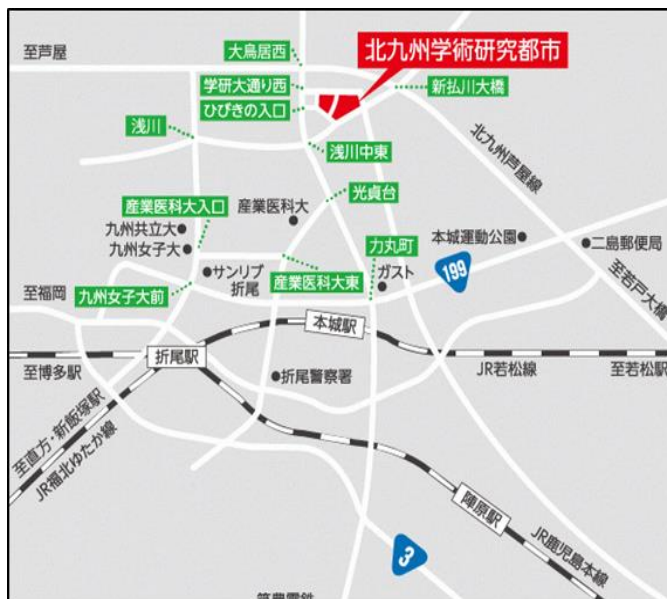 至芦屋
大鳥居西
北九州学術研究都市
学研大通り西
ひびきの入口
新払川大橋
浅川
浅川中東
北九州芦屋線
光貞台
産業医科大入口
産業医科大
九州共立大
九州女子大
力丸町
本城運動公園
二島郵便局
サンリブ
折尾
産業医科大東
ガスト
199
至若戸大橋
九州女子大前
至福岡
本城駅
折尾駅
至博多駅
JR若松線
至若松駅
折尾警察署
至直方・新飯塚駅
JR福北ゆたか線
陣原駅
JR鹿児島本線
3
筑豊電鉄